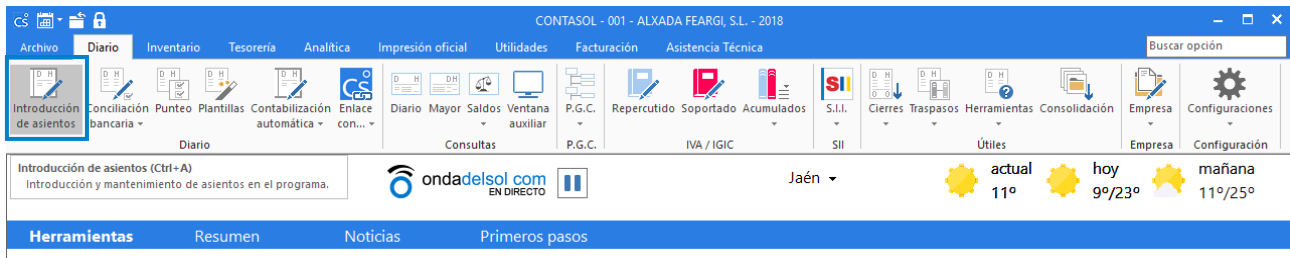 CONTASOL - 001 - ALXADA FEARGI, S.L. - 2018
Archivo Diario Inventario Tesorería Analítica Impresión oficial Utilidades Facturación Asistencia Técnica Buscar opción
Introducción de asientos
Conciliación bancaria
Punteo
Plantillas
Contabilización automática
Enlace con...
Diario
Mayor
Saldos
Ventana auxiliar
P.G.C.
Repercutido
Soportado
Acumulados
S.I.I.
Cierres
Traspasos
Herramientas
Consolidación
Empresa
Configuraciones
Diario Consultas P.G.C. IVA / IGIC SII Útiles Empresa Configuración
Introducción de asientos (Ctrl+A)
Introducción y mantenimiento de asientos en el programa.
ondadelsol com
EN DIRECTO
Jaén
actual
11º
hoy
9º/23º
mañana
11º/25º
Herramientas Resumen Noticias Primeros pasos